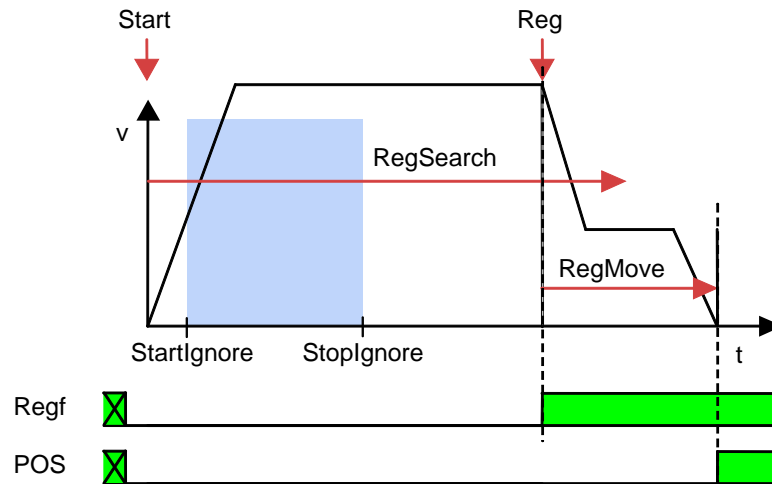 Start Reg
v
RegSearch
RegMove
StartIgnore StopIgnore t
Regf
POS